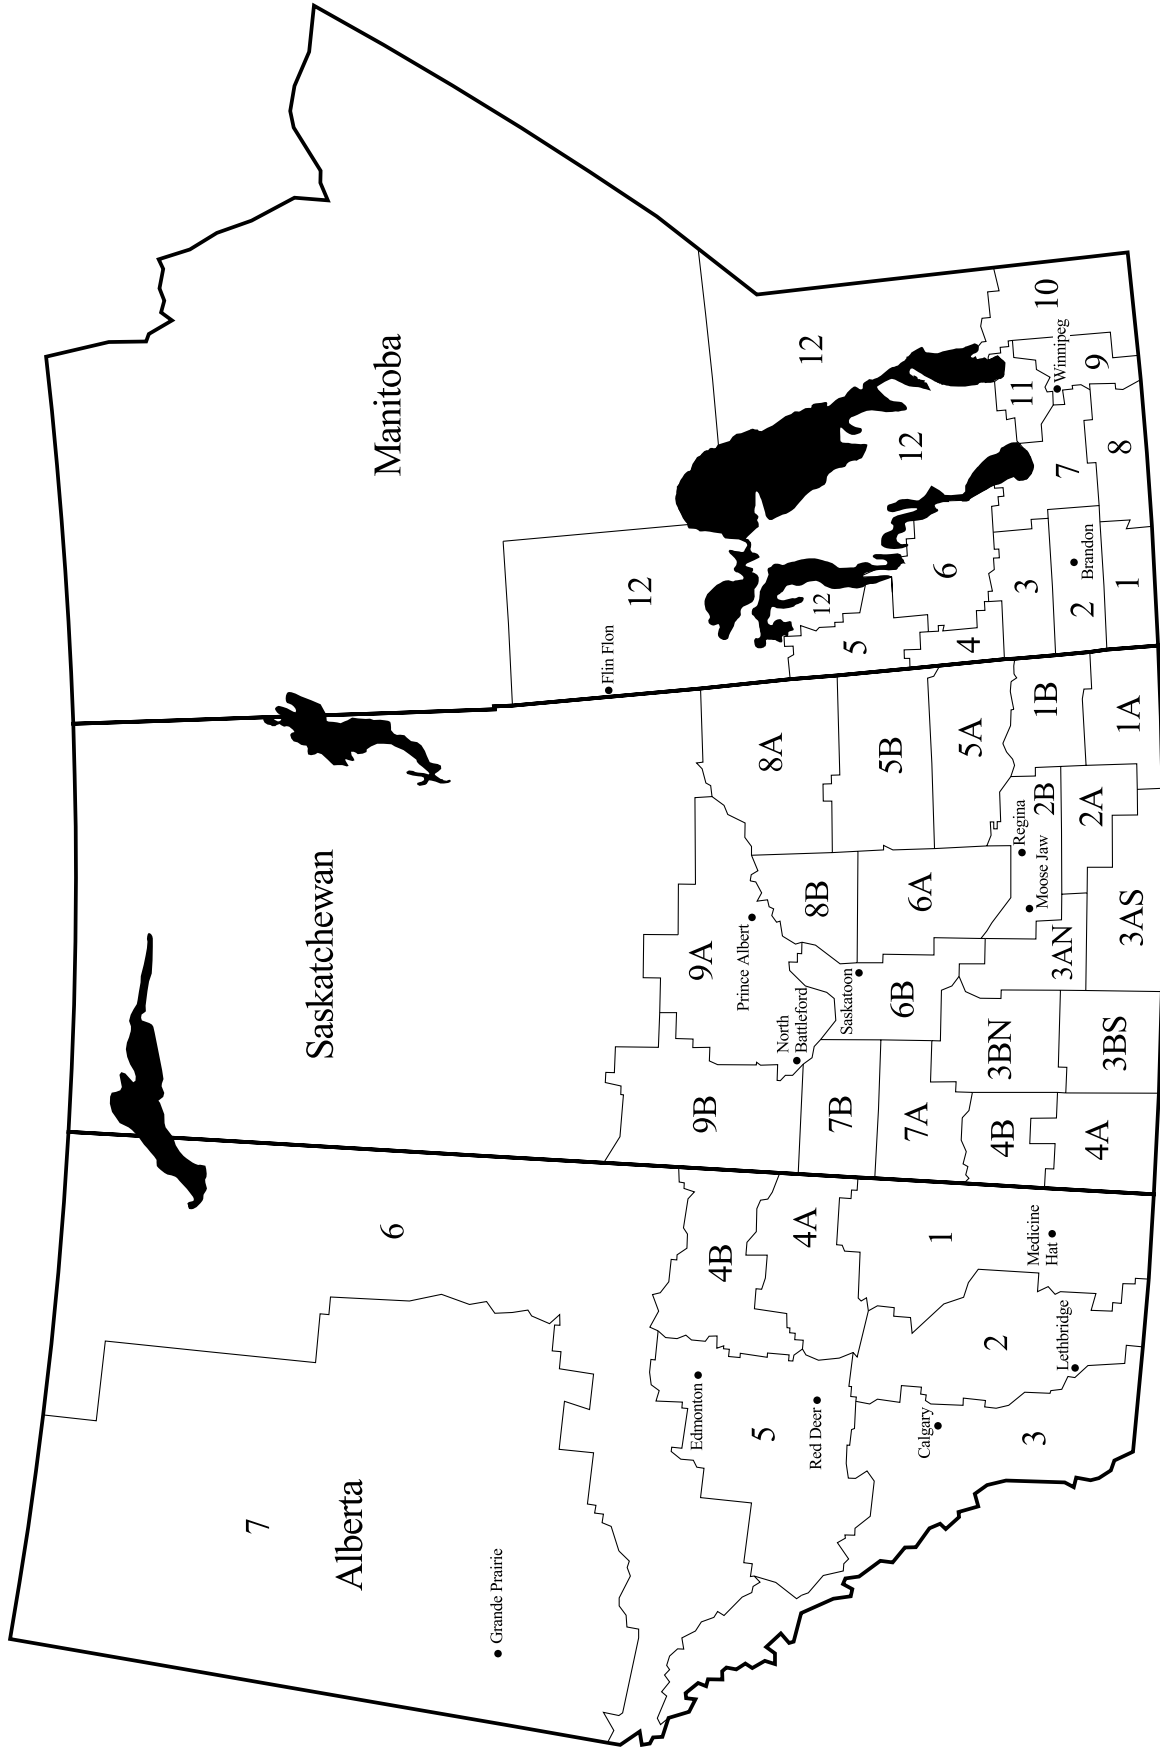 Alberta
7
Grande Prairie
6
4B
4A
5
Edmonton
Red Deer
1
2
3
Calgary
Lethbridge
Medicine
Hat
Saskatchewan
9B
9A
Prince Albert
North
Battleford
8A
8B
5B
5A
7B
7A
6B
6A
Saskatoon
4B
4A
3BN
3BS
3AN
3AS
Moose Jaw
Regina
2B
2A
1B
1A
Manitoba
12
Flin Flon
12
12
12
5
6
4
3
2
Brandon
1
7
8
11
Winnipeg
9
10